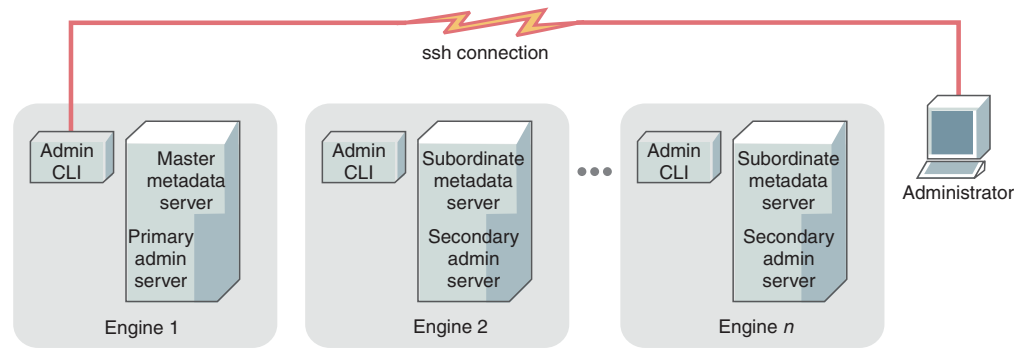 ssh connection
Admin
CLI
Master
metadata
server
Primary
admin
server
Engine 1
Admin
CLI
Subordinate
metadata
server
Secondary
admin
server
Engine 2
Admin
CLI
Subordinate
metadata
server
Secondary
admin
server
Engine n
Administrator